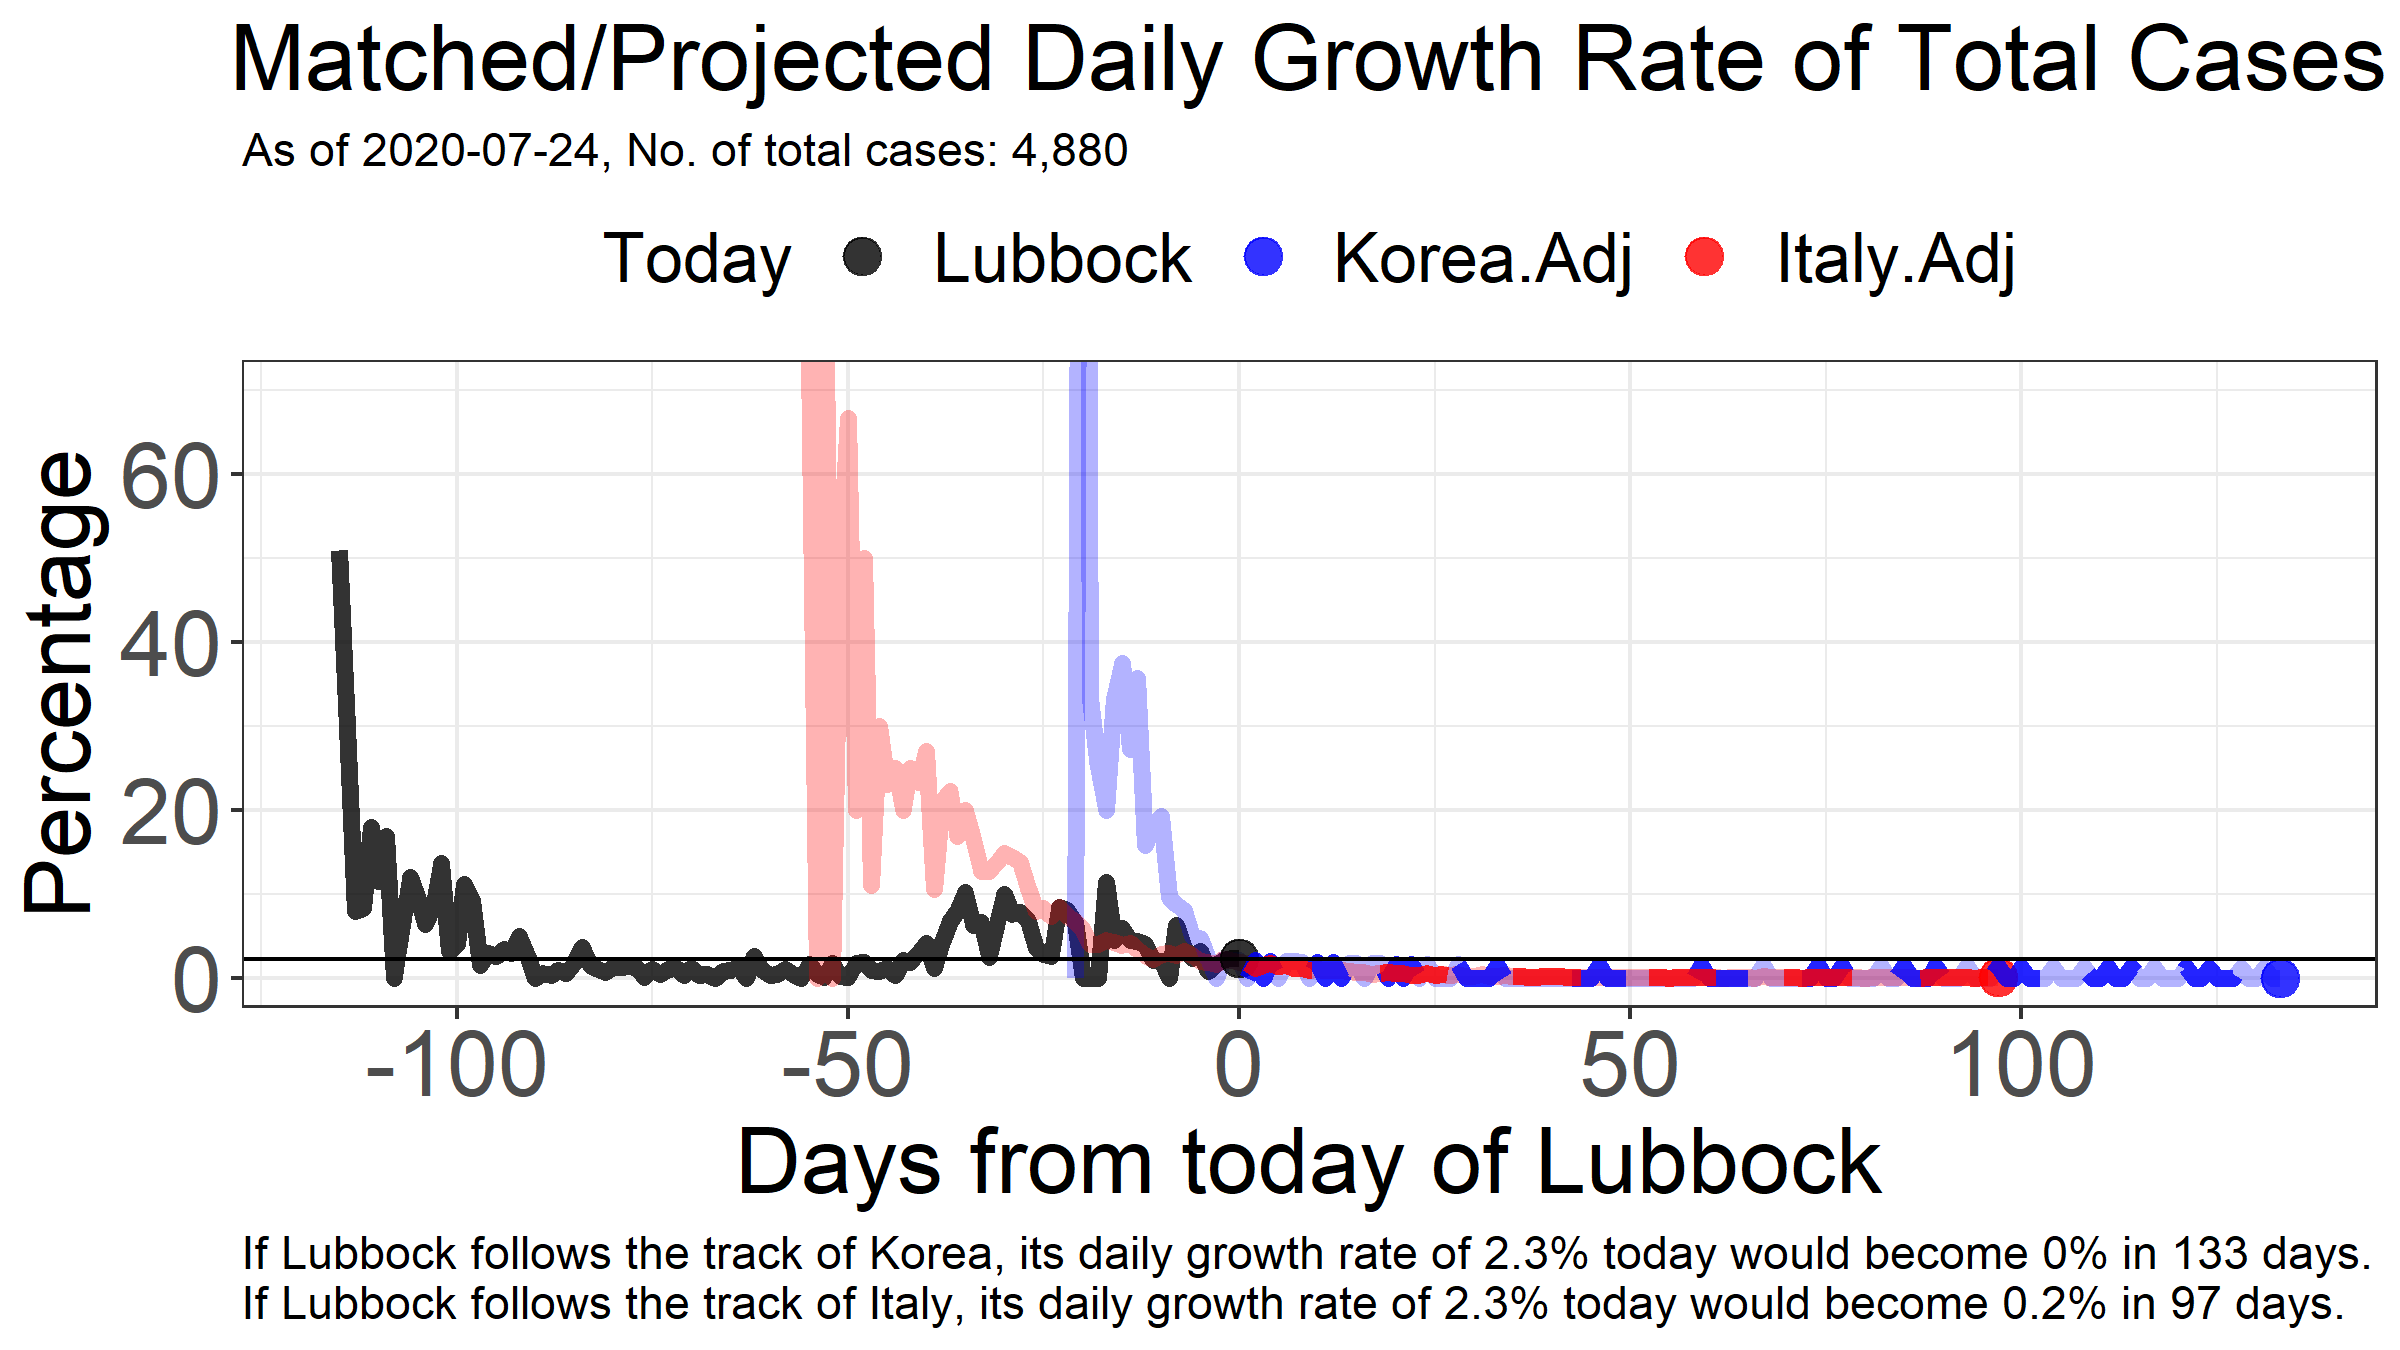 Matched/Projected Daily Growth Rate of Total Cases
As of 2020-07-24, No. of total cases: 4,880
Today Lubbock Korea.Adj Italy.Adj
Percentage
60
40
20
0
-100 -50 0 50 100
Days from today of Lubbock
If Lubbock follows the track of Korea, its daily growth rate of 2.3% today would become 0% in 133 days.
If Lubbock follows the track of Italy, its daily growth rate of 2.3% today would become 0.2% in 97 days.